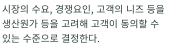 시장의 수요, 경쟁요인, 고객의 니즈 등을
생산원가 등을 고려해 고객이 동의할 수
있는 수준으로 결정한다.